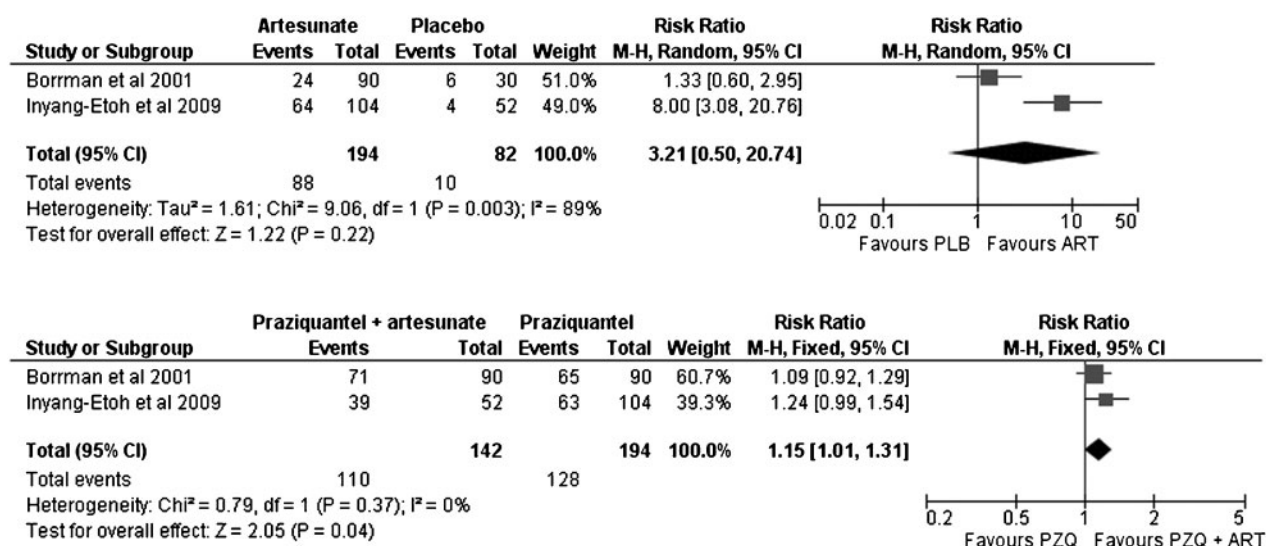 Artesunate Placebo Risk Ratio Risk Ratio
Study or Subgroup Events Total Events Total Weight M-H, Random, 95% CI M-H, Random, 95% CI
Borrman et al 2001 24 90 6 30 51.0% 1.33 [0.60, 2.95]
Inyang-Etoh et al 2009 64 104 4 52 49.0% 8.00 [3.08, 20.76]
Total (95% CI) 194 82 100.0% 3.21 [0.50, 20.74]
Total events 88 10
Heterogeneity: Tau² = 1.61; Chi² = 9.06, df = 1 (P = 0.003); I² = 89%
Test for overall effect: Z = 1.22 (P = 0.22)
0.02 0.1 1 10 50
Favours PLB Favours ART
Praziquantel + artesunate Praziquantel Risk Ratio Risk Ratio
Study or Subgroup Events Total Events Total Weight M-H, Fixed, 95% CI M-H, Fixed, 95% CI
Borrman et al 2001 71 90 65 90 60.7% 1.09 [0.92, 1.29]
Inyang-Etoh et al 2009 39 52 63 104 39.3% 1.24 [0.99, 1.54]
Total (95% CI) 142 194 100.0% 1.15 [1.01, 1.31]
Total events 110 128
Heterogeneity: Chi² = 0.79, df = 1 (P = 0.37); I² = 0%
Test for overall effect: Z = 2.05 (P = 0.04)
0.2 0.5 1 2 5
Favours PZQ Favours PZQ + ART